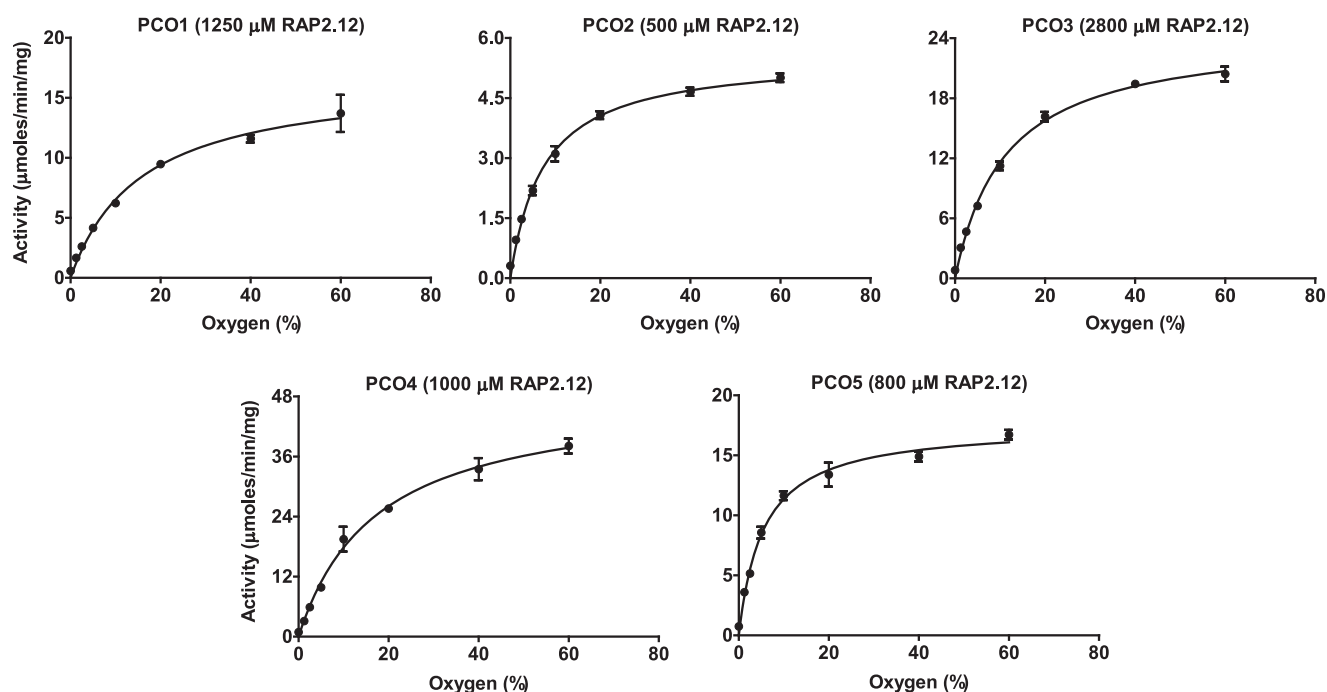 PCO1 (1250 μM RAP2.12)
Activity (μmoles/min/mg)
20
15
10
5
0
0 20 40 60 80
Oxygen (%)
PCO2 (500 μM RAP2.12)
6.0
4.5
3.0
1.5
0.0
0 20 40 60 80
Oxygen (%)
PCO3 (2800 μM RAP2.12)
24
18
12
6
0
0 20 40 60 80
Oxygen (%)
PCO4 (1000 μM RAP2.12)
Activity (μmoles/min/mg)
48
36
24
12
0
0 20 40 60 80
Oxygen (%)
PCO5 (800 μM RAP2.12)
20
15
10
5
0
0 20 40 60 80
Oxygen (%)